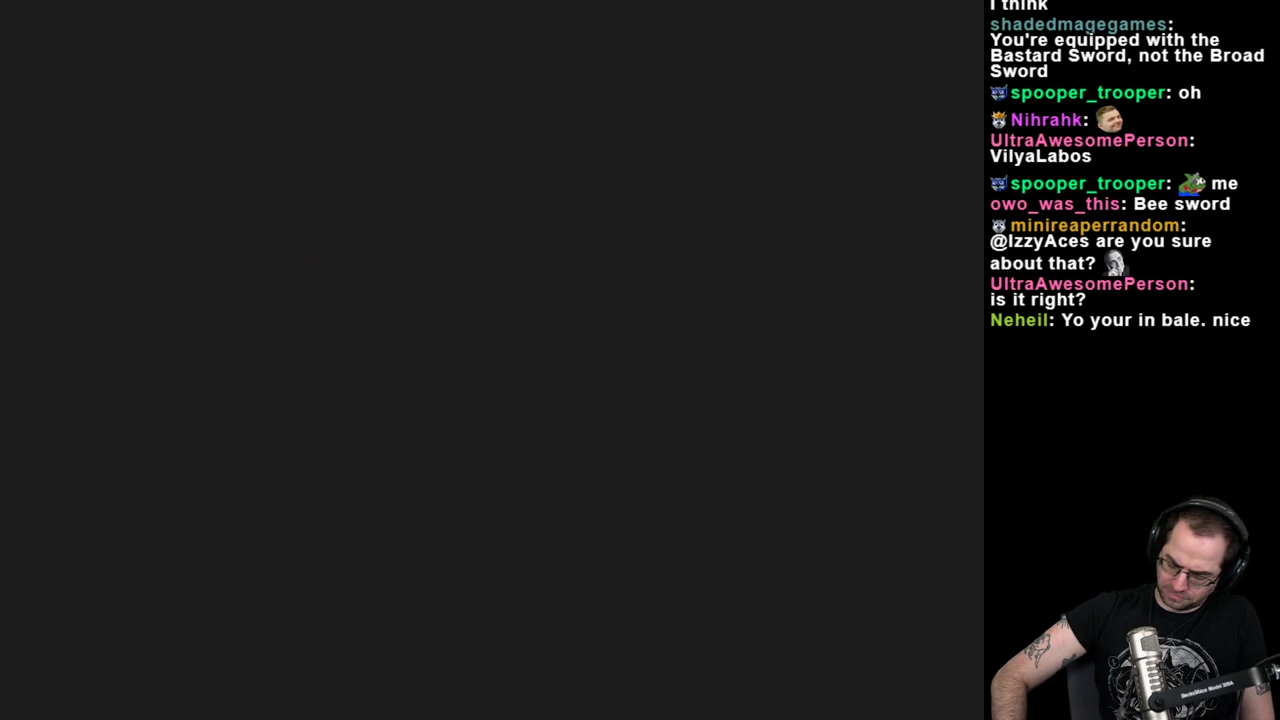 I think
shadedmagegames:
You're equipped with the
Bastard Sword, not the Broad
Sword
spooper_trooper: oh
Nihrahk:
UltraAwesomePerson:
VilyaLabos
spooper_trooper: me
owo_was_this: Bee sword
minireaperrandom:
@IzzyAces are you sure
about that?
UltraAwesomePerson:
is it right?
Neheil: Yo your in bale. nice